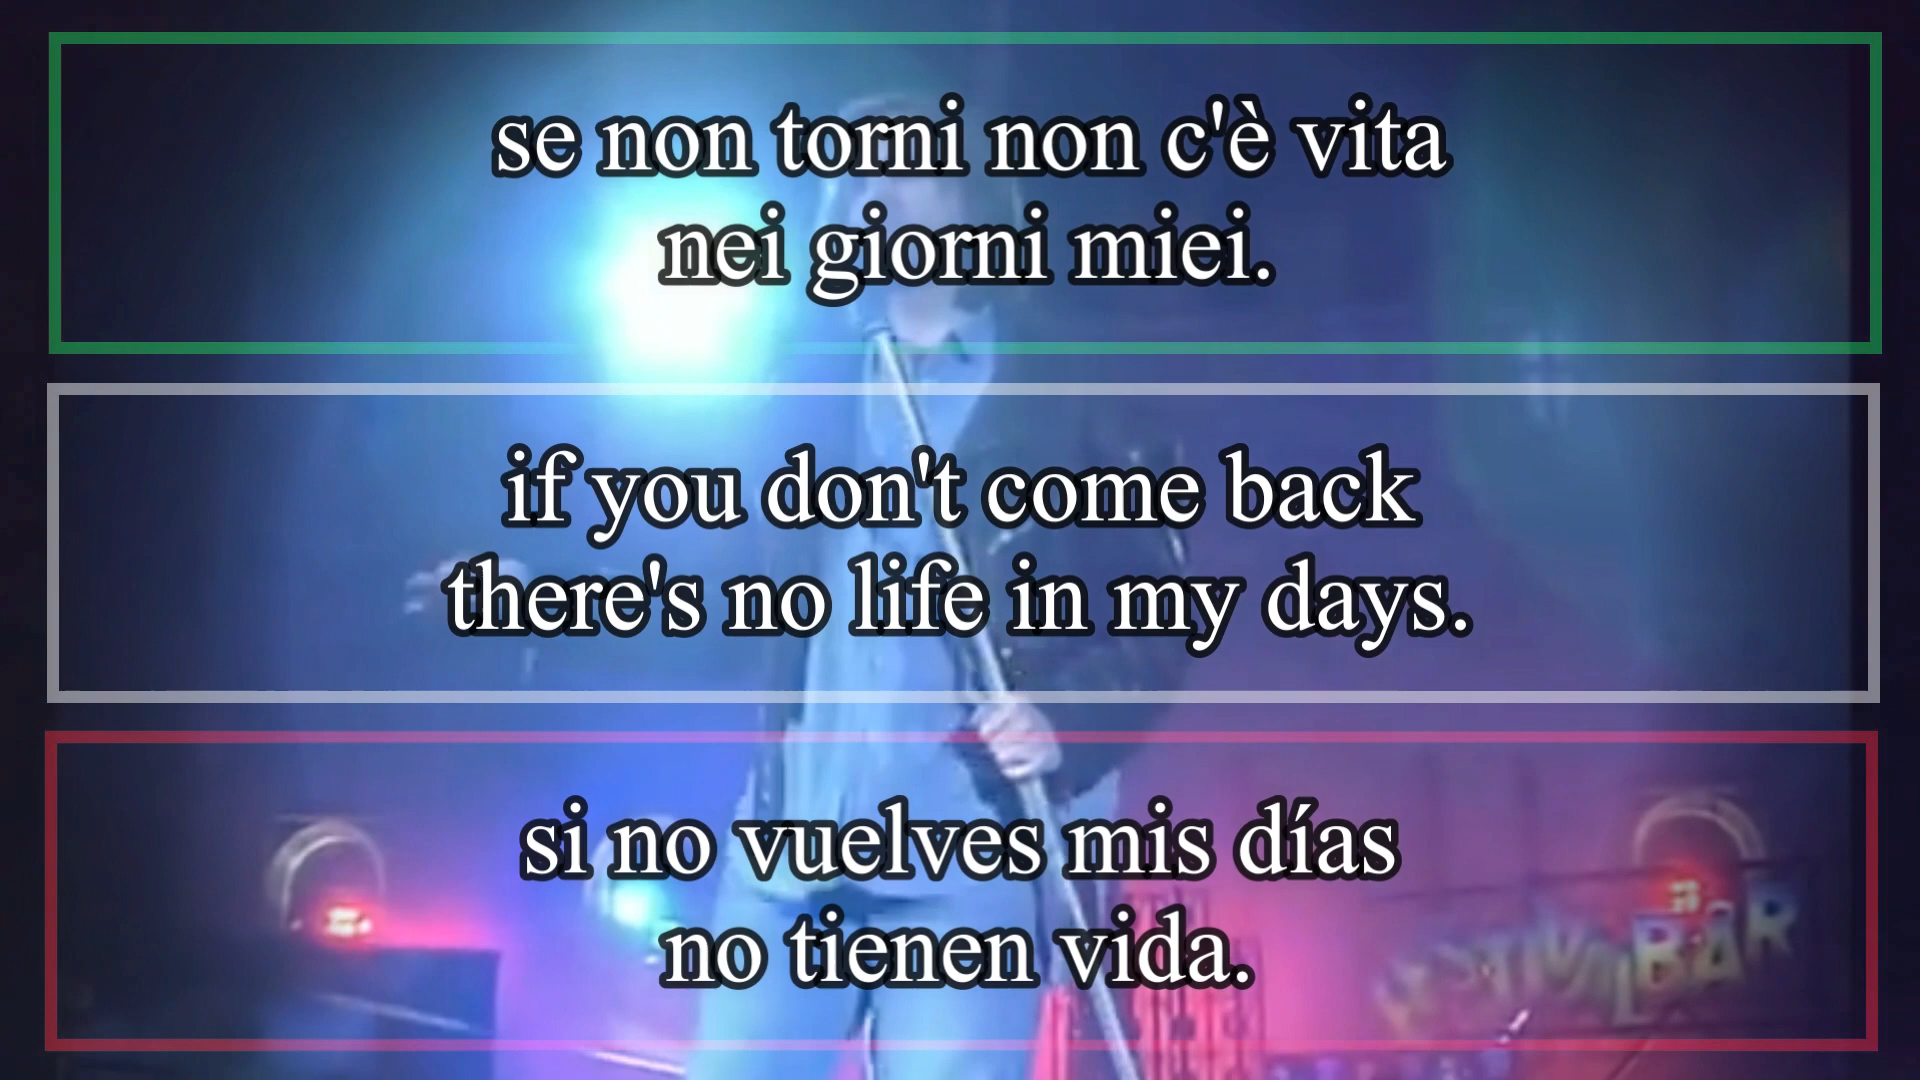 se non torni non c'è vita
nei giorni miei.
if you don't come back
there's no life in my days.
si no vuelves mis días
no tienen vida.
FESTIVALBAR